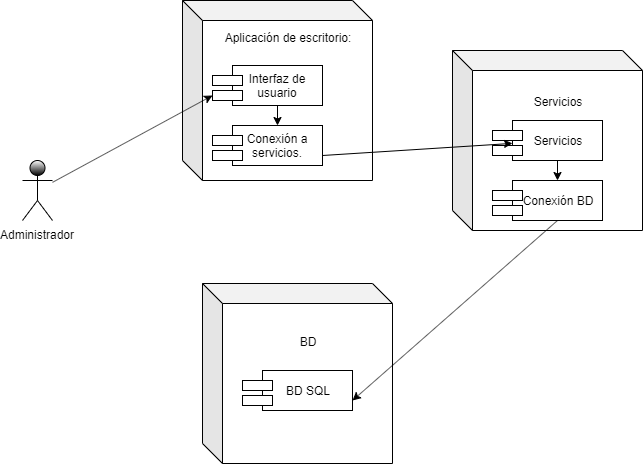 Aplicación de escritorio:
Interfaz de
usuario
Conexión a
servicios.
Servicios
Servicios
Conexión BD
Administrador
BD
BD SQL